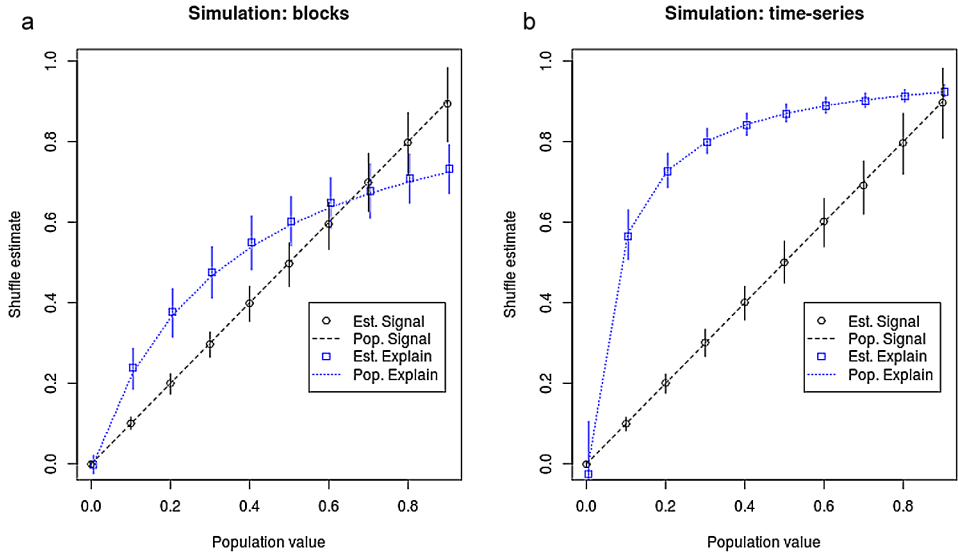 a
Simulation: blocks
Shuffle estimate
1.0
0.8
0.6
0.4
0.2
0.0
Est. Signal
Pop. Signal
Est. Explain
Pop. Explain
0.0 0.2 0.4 0.6 0.8
Population value
b
Simulation: time-series
Shuffle estimate
1.0
0.8
0.6
0.4
0.2
0.0
Est. Signal
Pop. Signal
Est. Explain
Pop. Explain
0.0 0.2 0.4 0.6 0.8
Population value